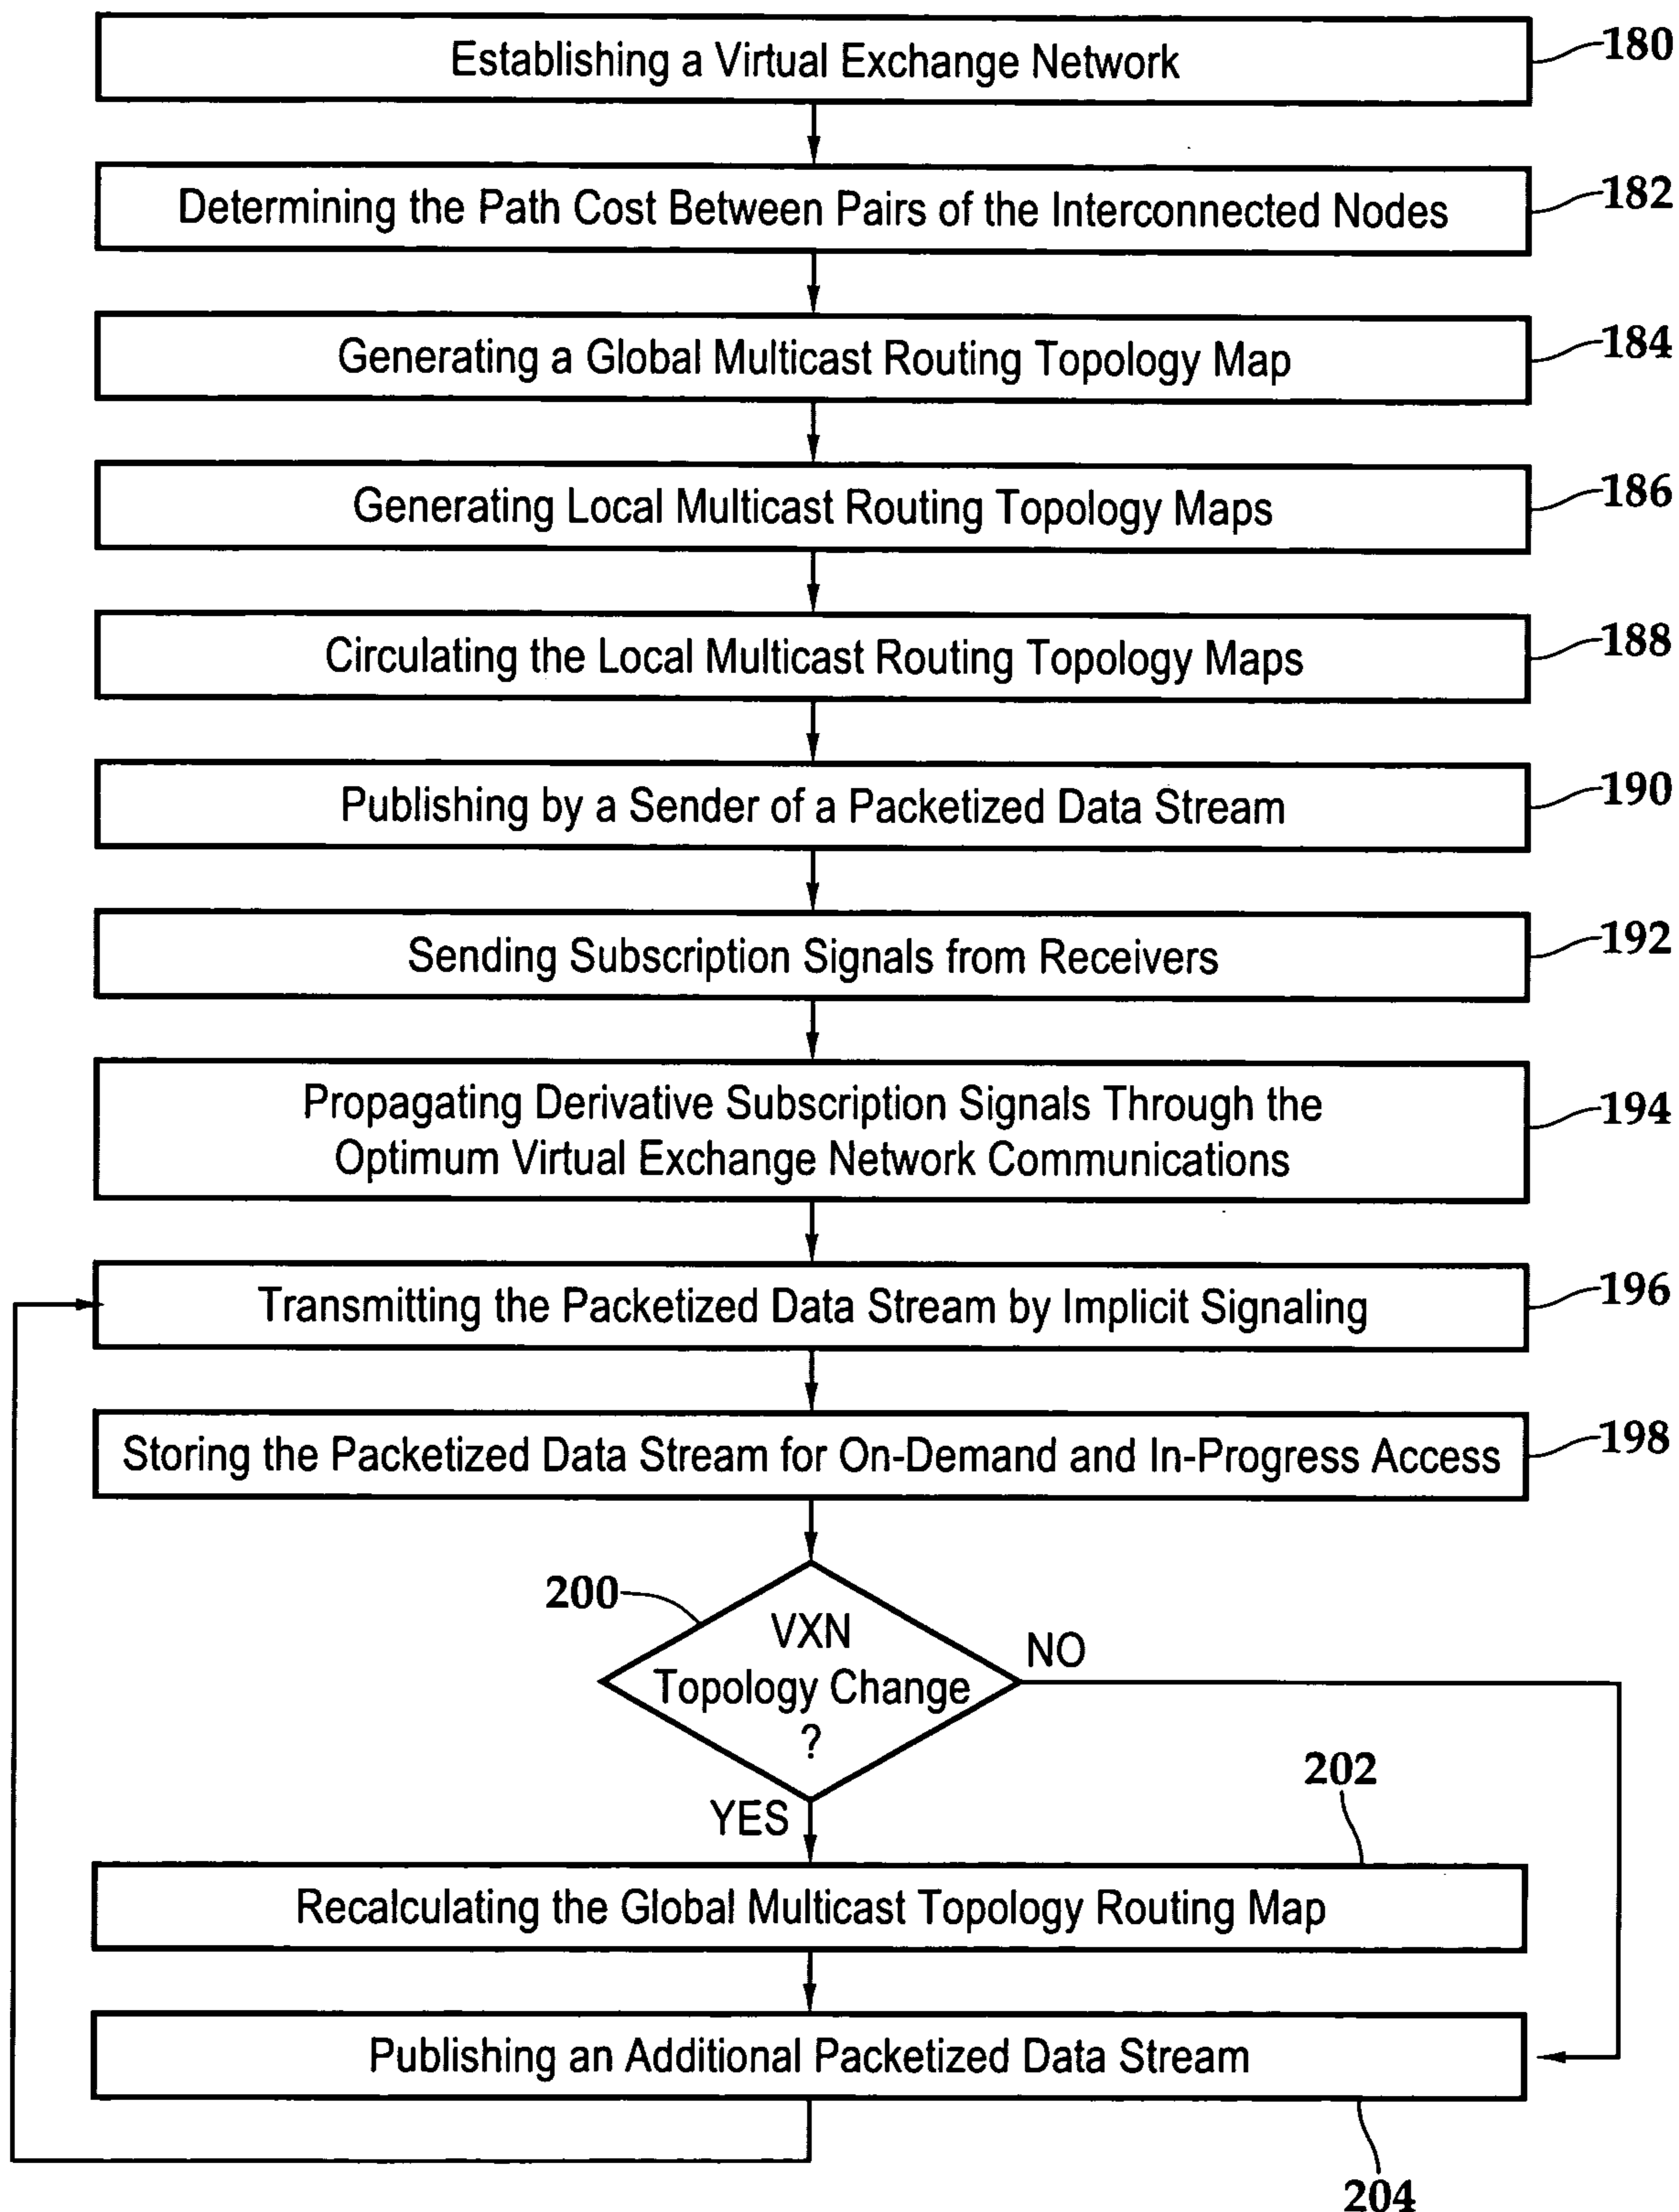 Establishing a Virtual Exchange Network
180
Determining the Path Cost Between Pairs of the Interconnected Nodes
182
Generating a Global Multicast Routing Topology Map
184
Generating Local Multicast Routing Topology Maps
186
Circulating the Local Multicast Routing Topology Maps
188
Publishing by a Sender of a Packetized Data Stream
190
Sending Subscription Signals from Receivers
192
Propagating Derivative Subscription Signals Through the
Optimum Virtual Exchange Network Communications
194
Transmitting the Packetized Data Stream by Implicit Signaling
196
Storing the Packetized Data Stream for On-Demand and In-Progress Access
198
200
VXN
Topology Change
?
NO
YES
202
Recalculating the Global Multicast Topology Routing Map
Publishing an Additional Packetized Data Stream
204